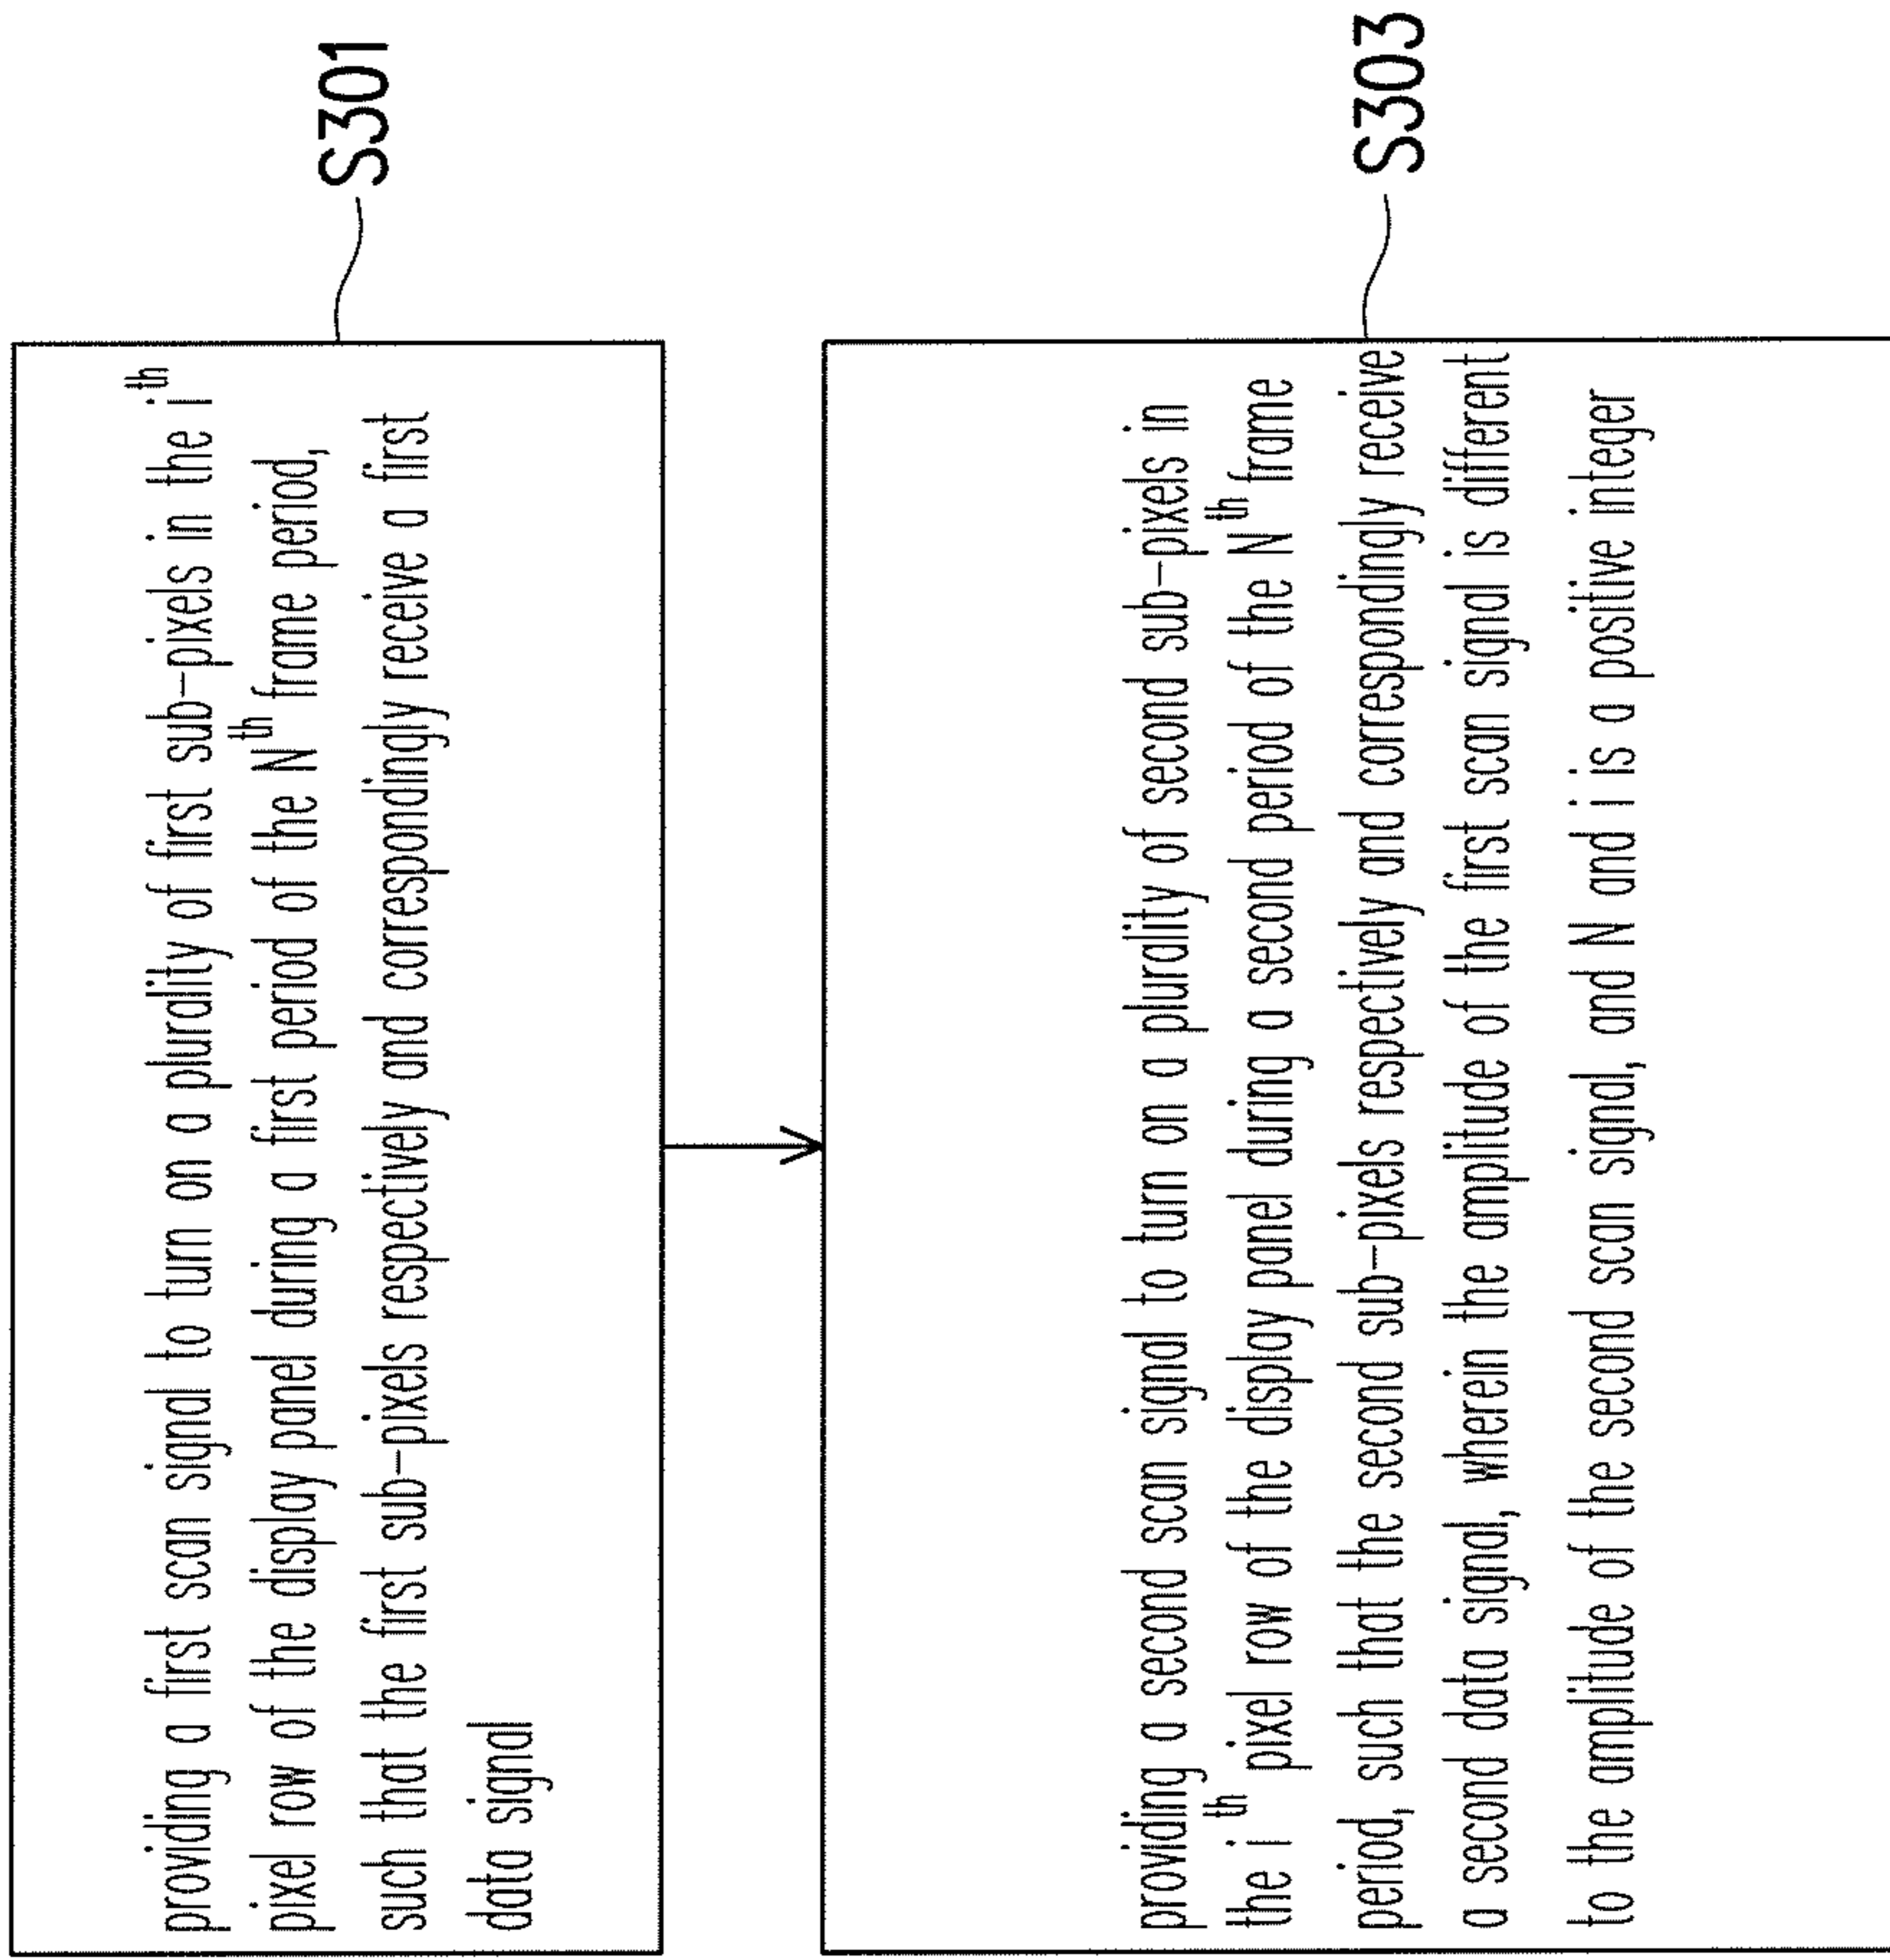 providing a first scan signal to turn on a plurality of first sub-pixels in the i^th
pixel row of the display panel during a first period of the N^th frame period,
such that the first sub-pixels respectively and correspondingly receive a first
data signal
S301
providing a second scan signal to turn on a plurality of second sub-pixels in
the i^th pixel row of the display panel during a second period of the N^th frame
period, such that the second sub-pixels respectively and correspondingly receive
a second data signal, wherein the amplitude of the first scan signal is different
to the amplitude of the second scan signal, and N and i is a positive integer
S303